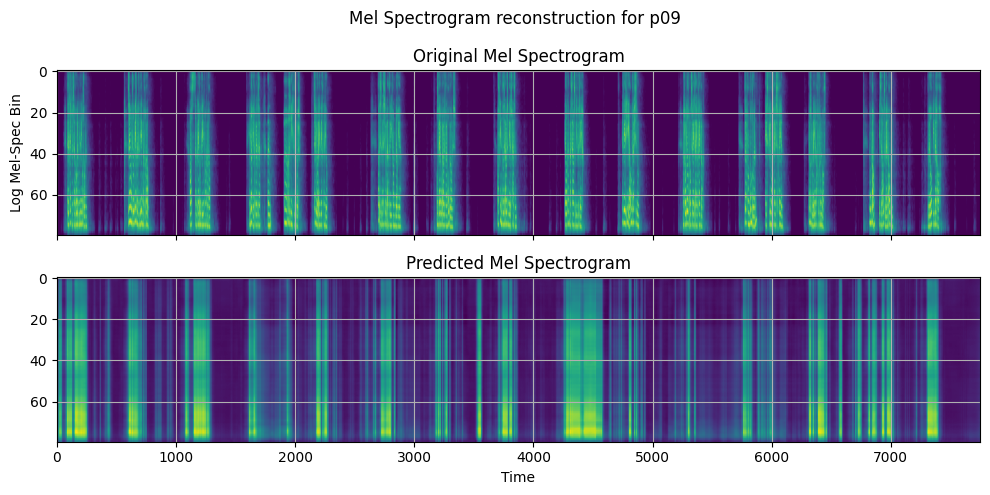 Mel Spectrogram reconstruction for p09
Original Mel Spectrogram
Log Mel-Spec Bin
0
20
40
60
Predicted Mel Spectrogram
0
20
40
60
0 1000 2000 3000 4000 5000 6000 7000
Time